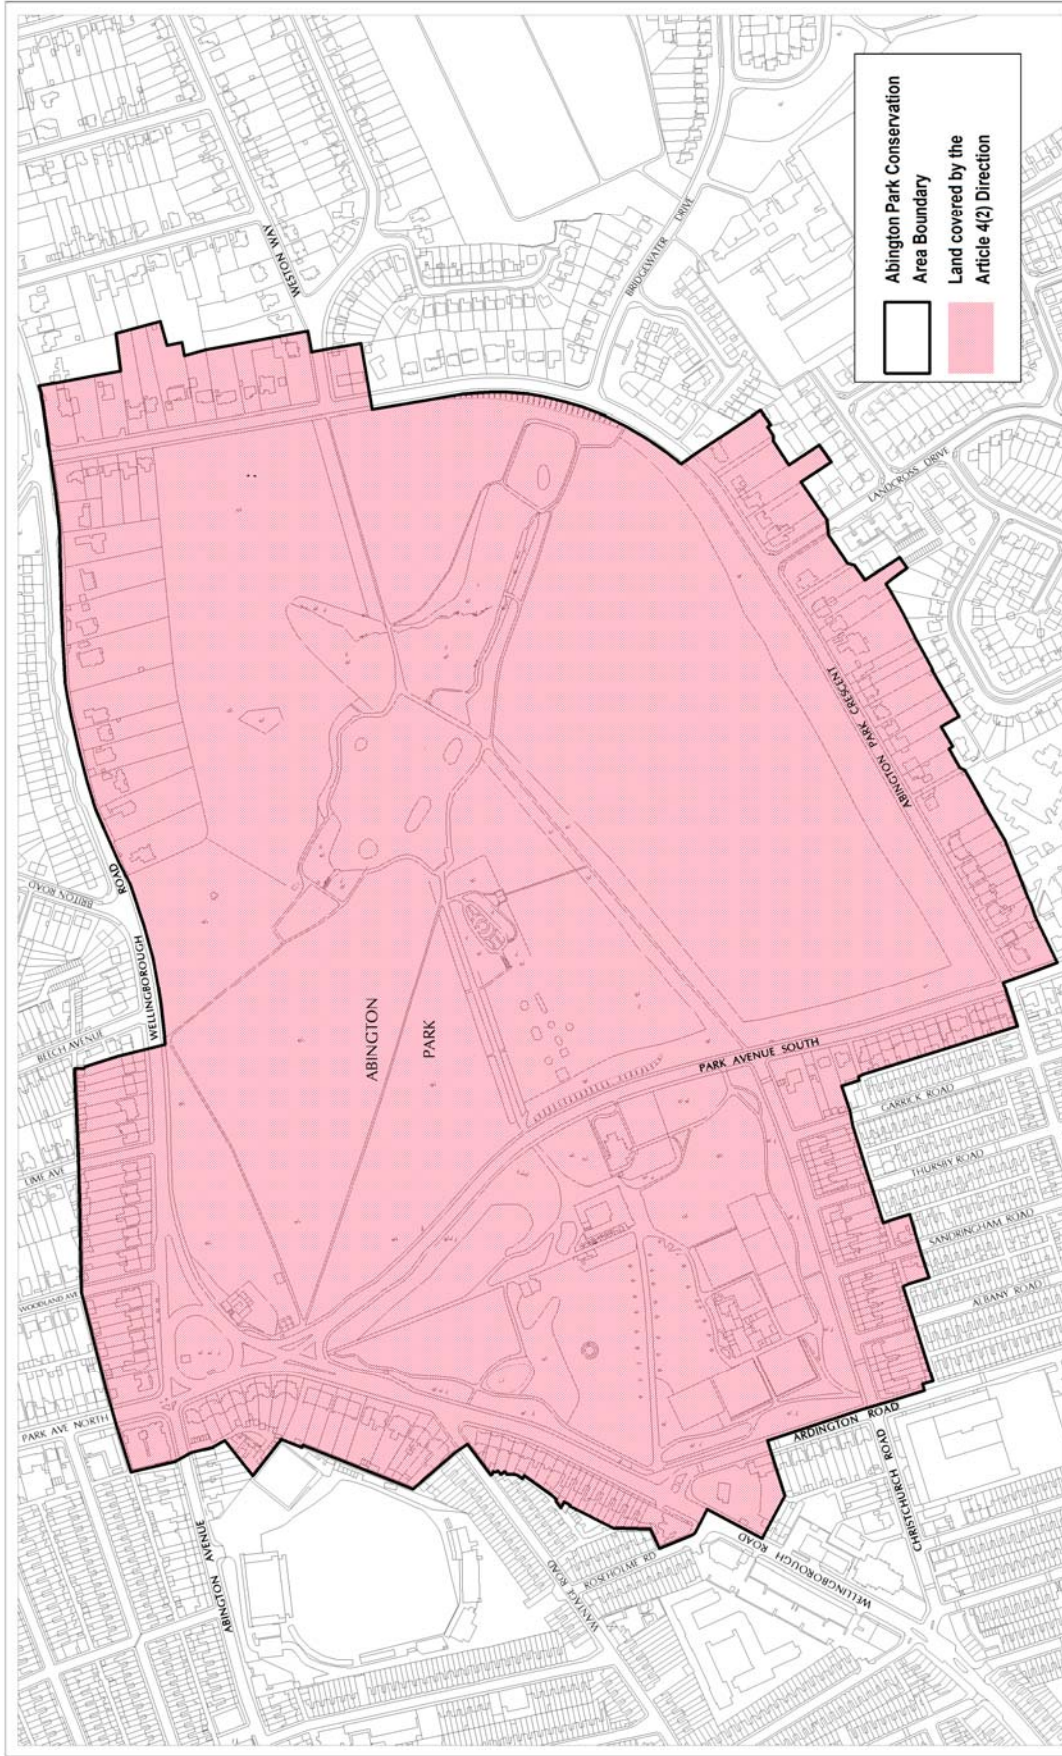 Abington Park Conservation
Area Boundary
Land covered by the
Article 4(2) Direction
WESTON WAY
BRIDGEWATER DRIVE
LANDCROSS DRIVE
ABINGTON PARK CRESCENT
BRITON ROAD
WELLINGBOROUGH ROAD
BEECH AVENUE
LIME AVE
WOODLAND AVE
PARK AVE NORTH
ABINGTON
PARK
PARK AVENUE SOUTH
GARRICK ROAD
THURSBY ROAD
SANDRINGHAM ROAD
ALBANY ROAD
ARDINGTON ROAD
CHRISTCHURCH ROAD
ABINGTON AVENUE
WANTAGE ROAD
ROSEHOLME RD
WELLINGBOROUGH ROAD